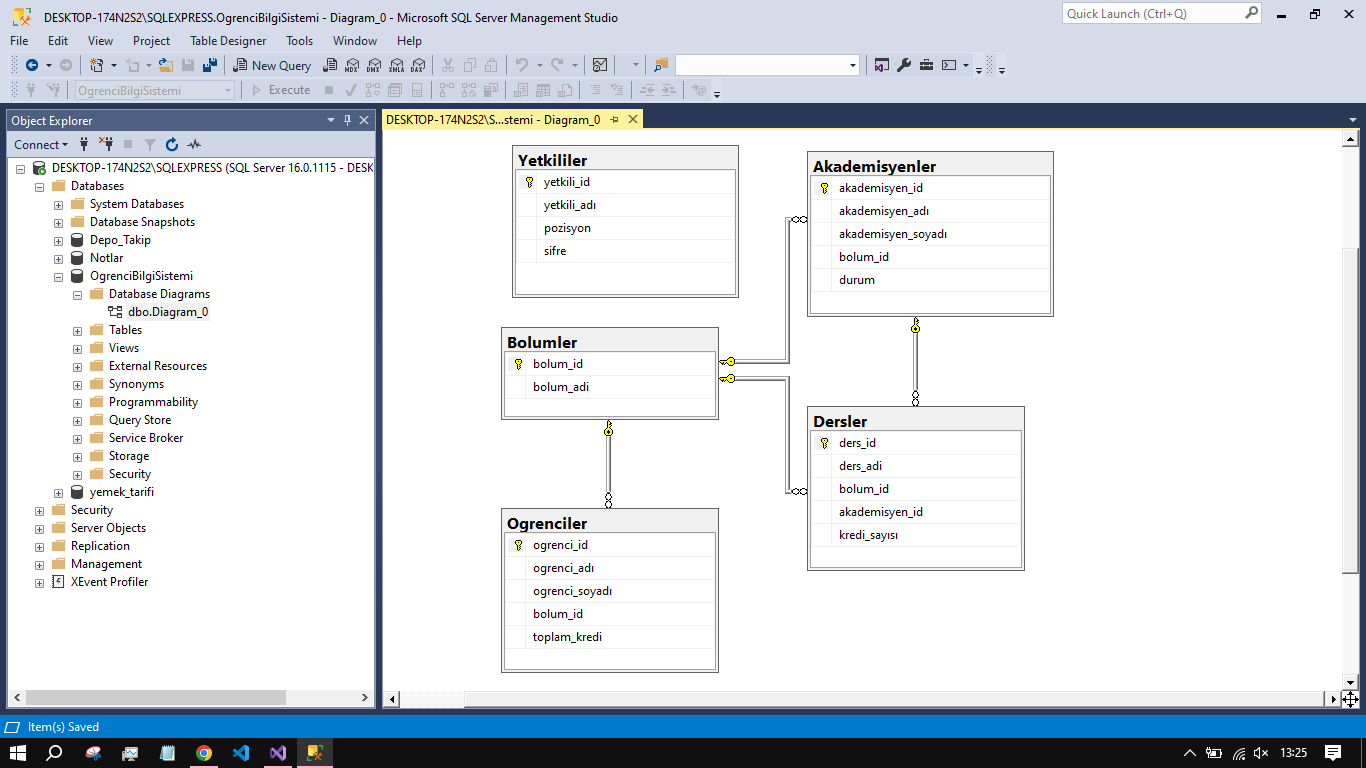 DESKTOP-174N2S2\SQLEXPRESS.OgrenciBilgiSistemi - Diagram_0 - Microsoft SQL Server Management Studio
Quick Launch (Ctrl+Q)
File Edit View Project Table Designer Tools Window Help
New Query MDX DMX XMLA DAX
OgrenciBilgiSistemi Execute
Object Explorer
Connect
DESKTOP-174N2S2\SQLEXPRESS (SQL Server 16.0.1115 - DESK
Databases
System Databases
Database Snapshots
Depo_Takip
Notlar
OgrenciBilgiSistemi
Database Diagrams
dbo.Diagram_0
Tables
Views
External Resources
Synonyms
Programmability
Query Store
Service Broker
Storage
Security
yemek_tarifi
Security
Server Objects
Replication
Management
XEvent Profiler
DESKTOP-174N2S2\S...stemi - Diagram_0
Yetkililer
yetkili_id
yetkili_adı
pozisyon
sifre
Akademisyenler
akademisyen_id
akademisyen_adı
akademisyen_soyadı
bolum_id
durum
Bolumler
bolum_id
bolum_adi
Dersler
ders_id
ders_adi
bolum_id
akademisyen_id
kredi_sayısı
Ogrenciler
ogrenci_id
ogrenci_adı
ogrenci_soyadı
bolum_id
toplam_kredi
Item(s) Saved
13:25